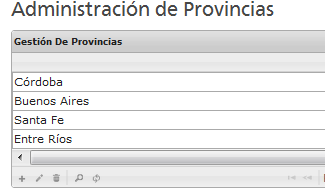 Administración de Provincias
Gestión De Provincias
Córdoba
Buenos Aires
Santa Fe
Entre Ríos